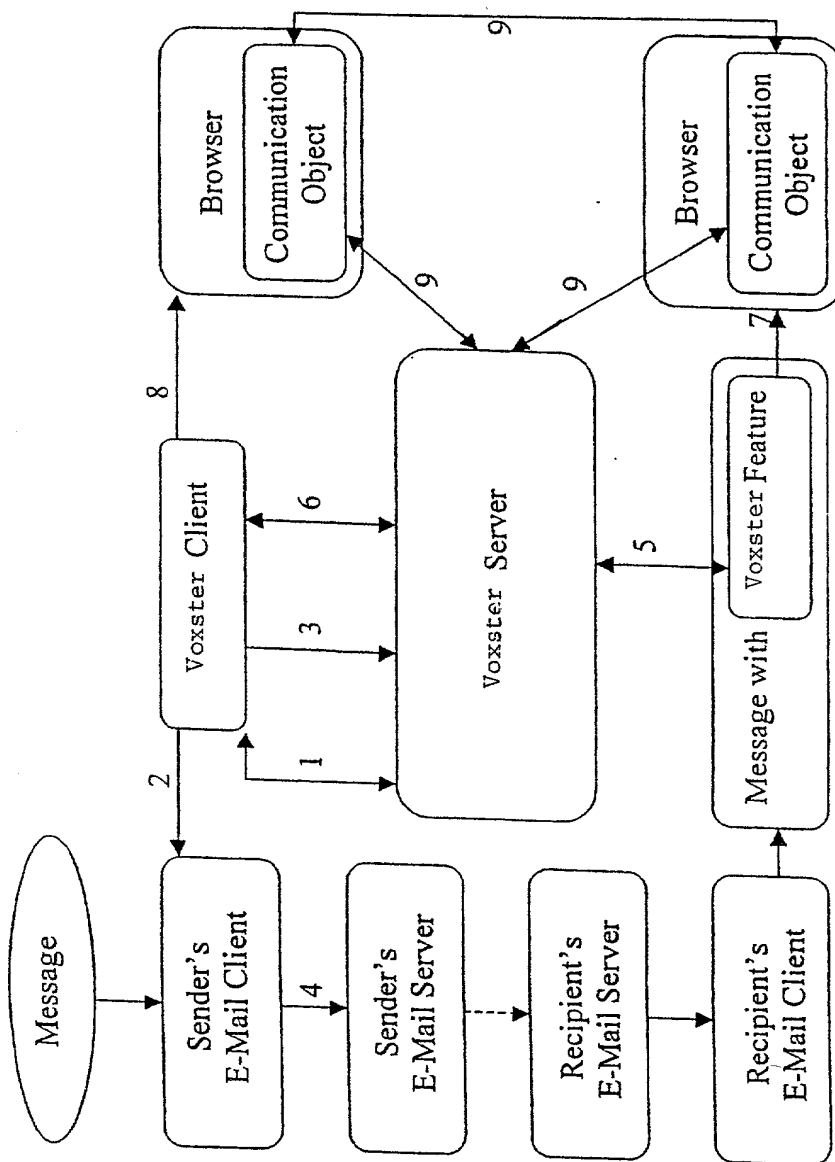 Message
Sender's
E-Mail Client
4
Sender's
E-Mail Server
Recipient's
E-Mail Server
Recipient's
E-Mail Client
2
Voxster Client
8
1
3
6
Voxster Server
5
Message with
Voxster Feature
7
Browser
Communication
Object
9
9
9
Browser
Communication
Object